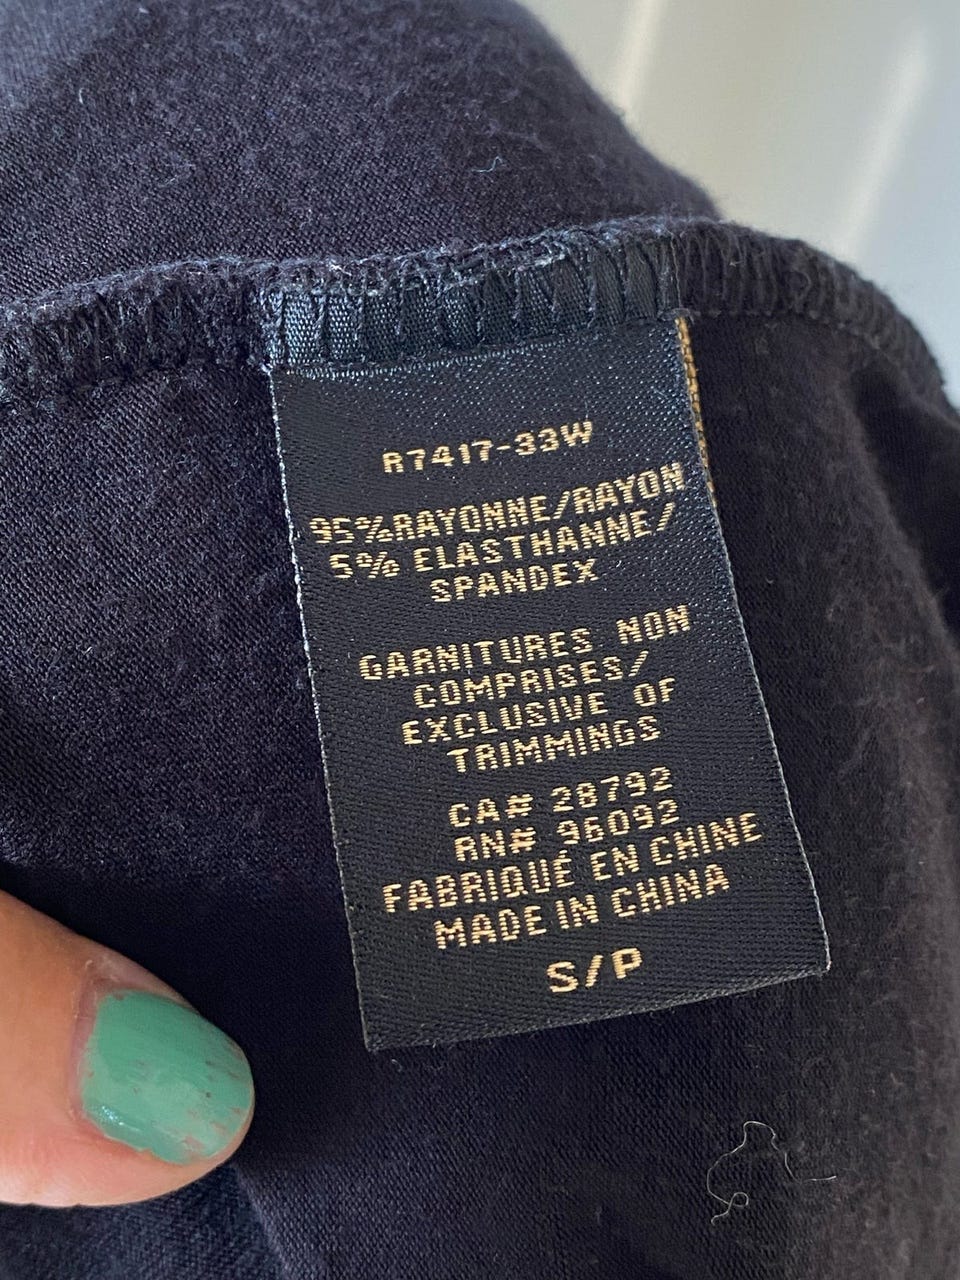 R7417-33W
95%RAYONNE/RAYON
5% ELASTHANNE/
SPANDEX
GARNITURES NON
COMPRISES/
EXCLUSIVE OF
TRIMMINGS
CA# 28792
RN# 96092
FABRIQUÉ EN CHINE
MADE IN CHINA
S/P